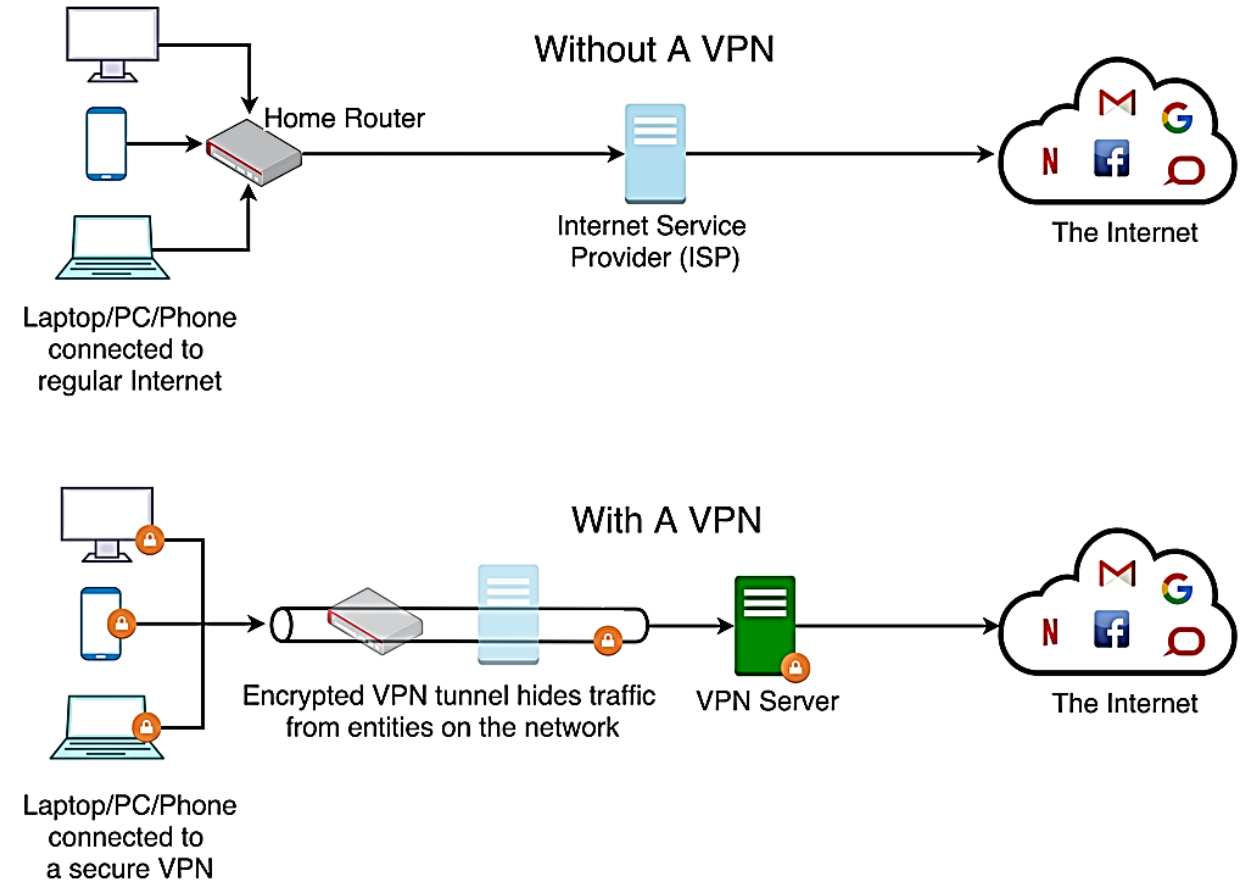 Without A VPN
Home Router
Internet Service
Provider (ISP)
N
G
f
The Internet
Laptop/PC/Phone
connected to
regular Internet
With A VPN
Encrypted VPN tunnel hides traffic
from entities on the network
VPN Server
N
G
f
The Internet
Laptop/PC/Phone
connected to
a secure VPN